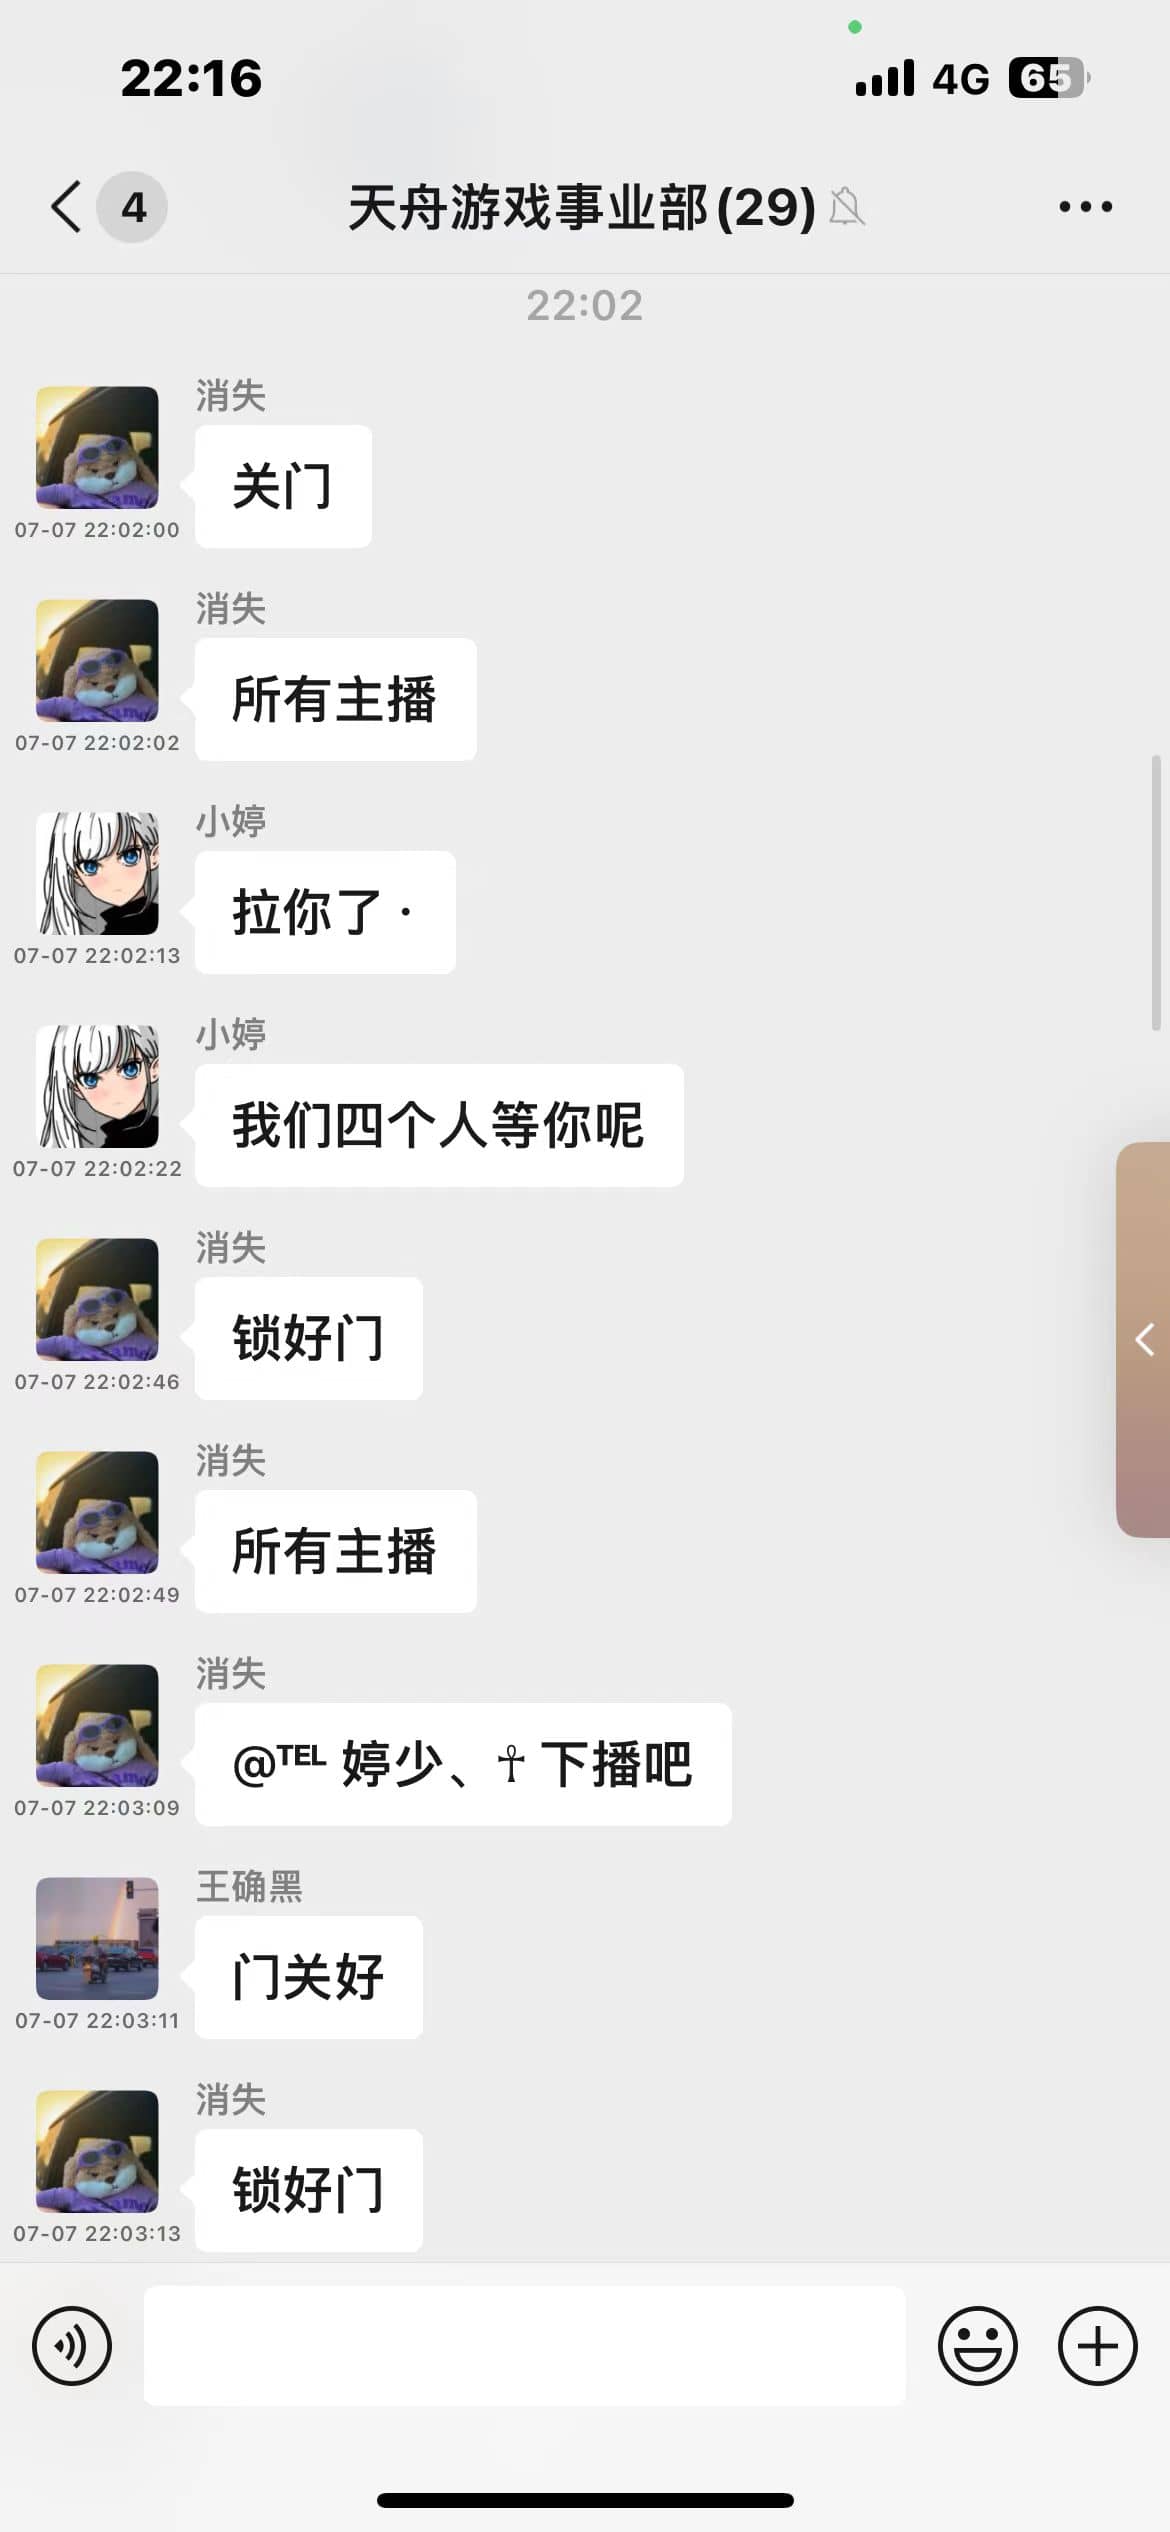 22:16
4G 65
4 天舟游戏事业部(29)
22:02
消失
关门
07-07 22:02:00
消失
所有主播
07-07 22:02:02
小婷
拉你了·
07-07 22:02:13
小婷
我们四个人等你呢
07-07 22:02:22
消失
锁好门
07-07 22:02:46
消失
所有主播
07-07 22:02:49
消失
@ᵀᴱᴸ 婷少、☥ 下播吧
07-07 22:03:09
王确黑
门关好
07-07 22:03:11
消失
锁好门
07-07 22:03:13